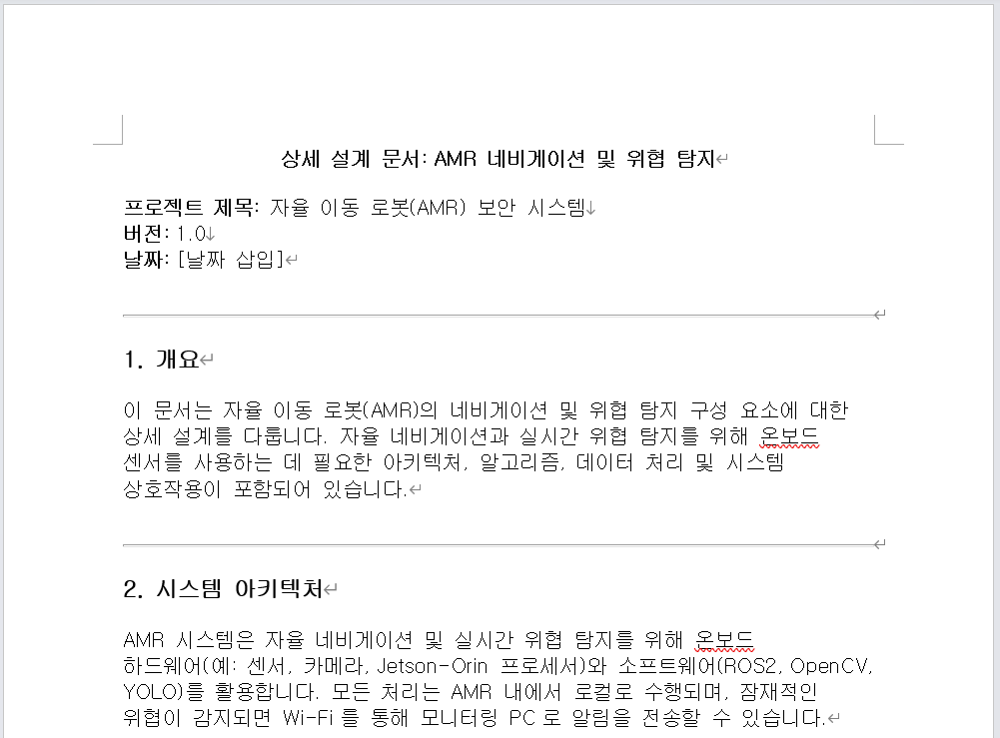 상세 설계 문서: AMR 네비게이션 및 위협 탐지
프로젝트 제목: 자율 이동 로봇(AMR) 보안 시스템
버전: 1.0
날짜: [날짜 삽입]
1. 개요
이 문서는 자율 이동 로봇(AMR)의 네비게이션 및 위협 탐지 구성 요소에 대한
상세 설계를 다룹니다. 자율 네비게이션과 실시간 위협 탐지를 위해 온보드
센서를 사용하는 데 필요한 아키텍처, 알고리즘, 데이터 처리 및 시스템
상호작용이 포함되어 있습니다.
2. 시스템 아키텍처
AMR 시스템은 자율 네비게이션 및 실시간 위협 탐지를 위해 온보드
하드웨어(예: 센서, 카메라, Jetson-Orin 프로세서)와 소프트웨어(ROS2, OpenCV,
YOLO)를 활용합니다. 모든 처리는 AMR 내에서 로컬로 수행되며, 잠재적인
위협이 감지되면 Wi-Fi를 통해 모니터링 PC로 알림을 전송할 수 있습니다.